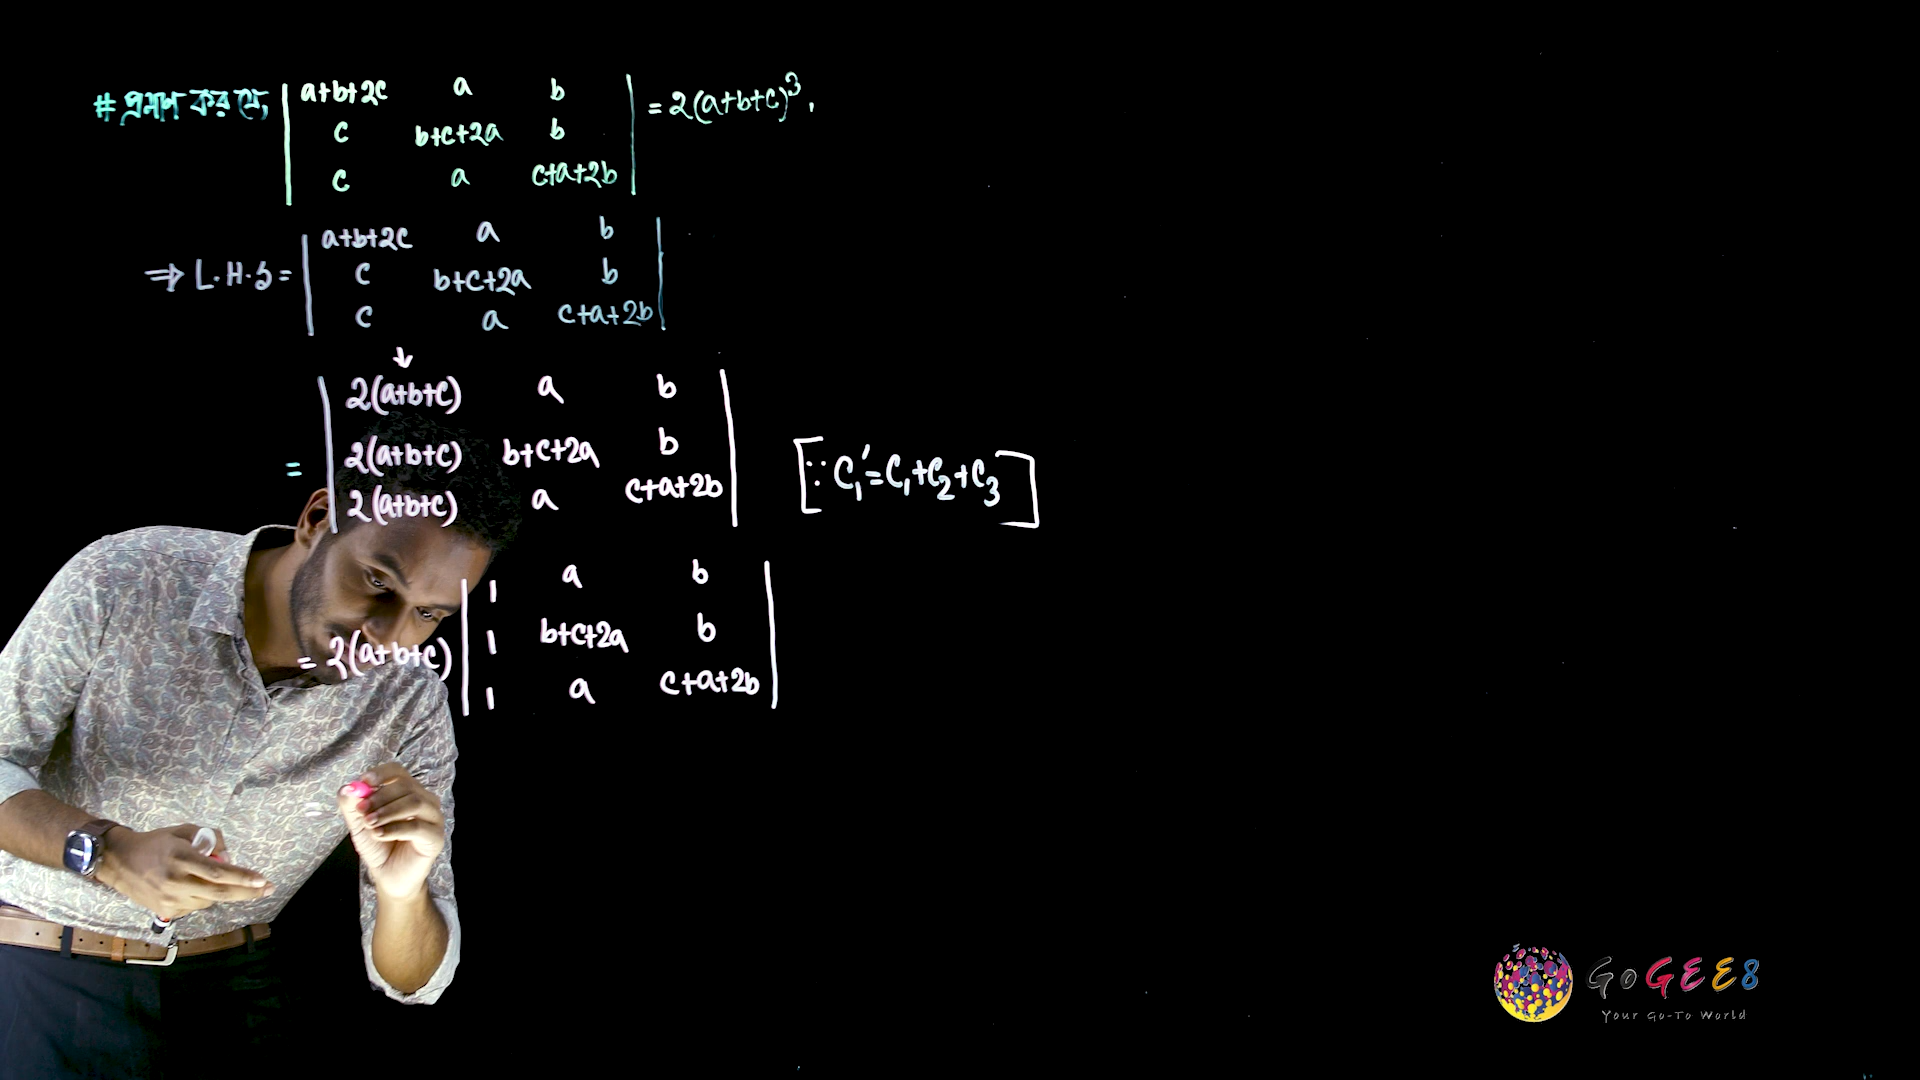 # প্রমাণ কর যে, | a+b+2c a b | = 2(a+b+c)³.
| c b+c+2a b |
| c a c+a+2b |
⇒ L.H.S = | a+b+2c a b |
| c b+c+2a b |
| c a c+a+2b |
↓
| 2(a+b+c) a b |
= | 2(a+b+c) b+c+2a b | [∵ C₁′=C₁+C₂+C₃]
| 2(a+b+c) a c+a+2b |
| 1 a b |
= 2(a+b+c) | 1 b+c+2a b |
| 1 a c+a+2b |
GoGEE8
Your Go-To World